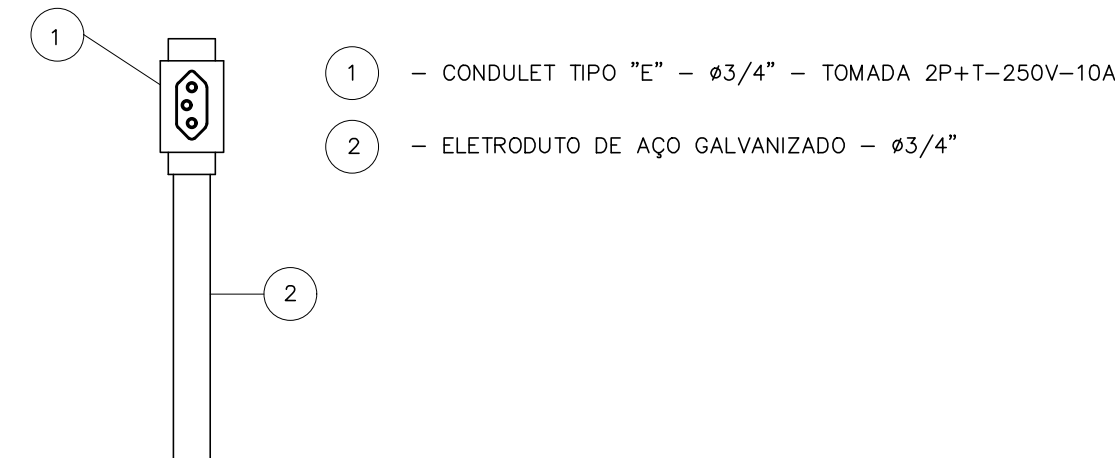 1
1 – CONDULET TIPO "E" – ø3/4" – TOMADA 2P+T–250V–10A
2 – ELETRODUTO DE AÇO GALVANIZADO – ø3/4"
2